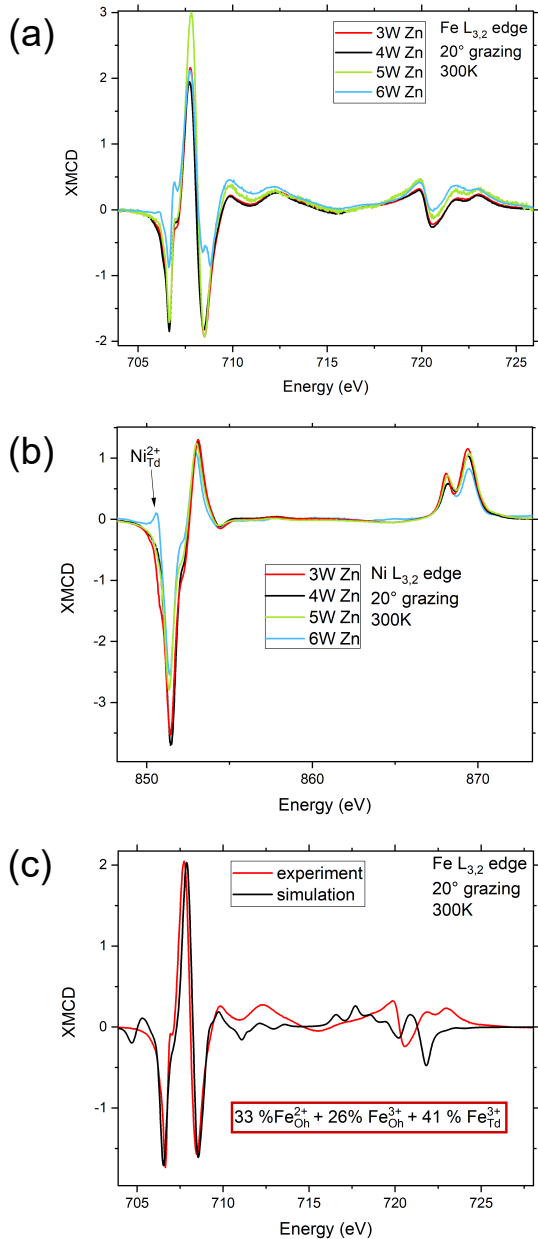 (a)
3W Zn
4W Zn
5W Zn
6W Zn
Fe L3,2 edge
20° grazing
300K
XMCD
3
2
1
0
-1
-2
705 710 715 720 725
Energy (eV)
(b)
Ni2+Td
3W Zn
4W Zn
5W Zn
6W Zn
Ni L3,2 edge
20° grazing
300K
XMCD
1
0
-1
-2
-3
850 860 870
Energy (eV)
(c)
experiment
simulation
Fe L3,2 edge
20° grazing
300K
XMCD
2
1
0
-1
33 %Fe2+Oh + 26% Fe3+Oh + 41 % Fe3+Td
705 710 715 720 725
Energy (eV)